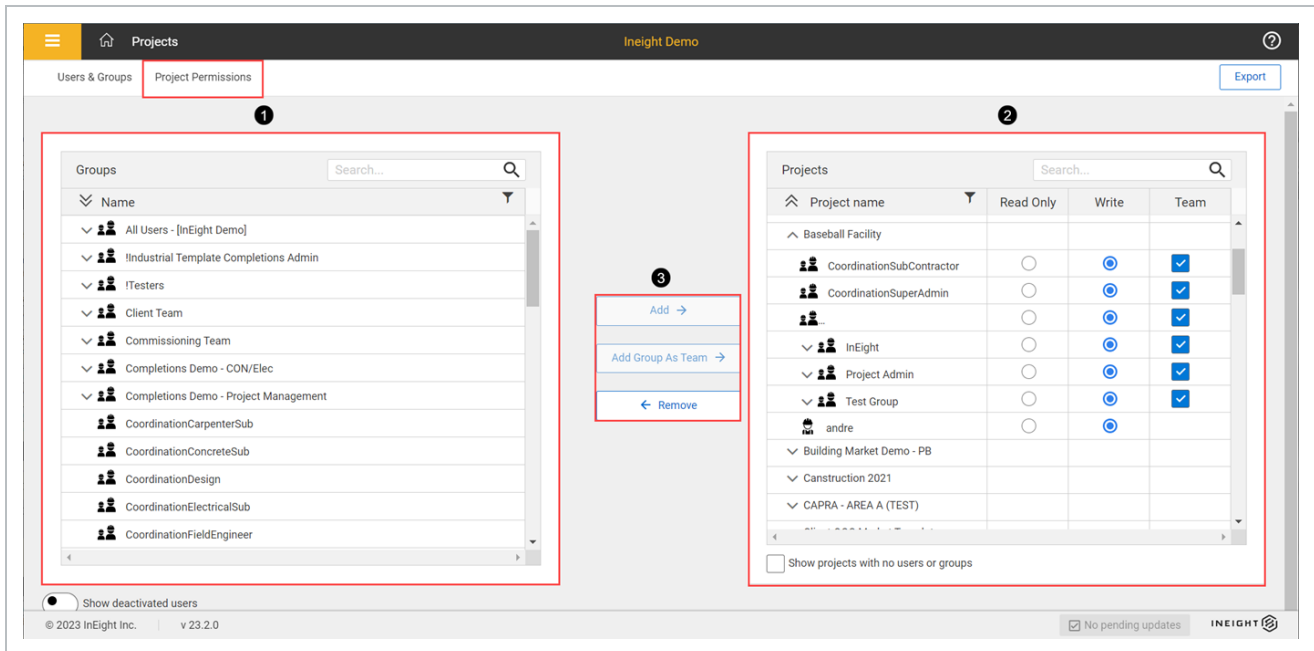 Projects
Ineight Demo
Users & Groups
Project Permissions
Export
1
2
Groups
Search...
Name
All Users - [InEight Demo]
!Industrial Template Completions Admin
!Testers
Client Team
Commissioning Team
Completions Demo - CON/Elec
Completions Demo - Project Management
CoordinationCarpenterSub
CoordinationConcreteSub
CoordinationDesign
CoordinationElectricalSub
CoordinationFieldEngineer
3
Add →
Add Group As Team →
← Remove
Projects
Search...
Project name Read Only Write Team
Baseball Facility
CoordinationSubContractor
CoordinationSuperAdmin
...
InEight
Project Admin
Test Group
andre
Building Market Demo - PB
Canstruction 2021
CAPRA - AREA A (TEST)
Show projects with no users or groups
Show deactivated users
© 2023 InEight Inc. v 23.2.0
No pending updates
INEIGHT